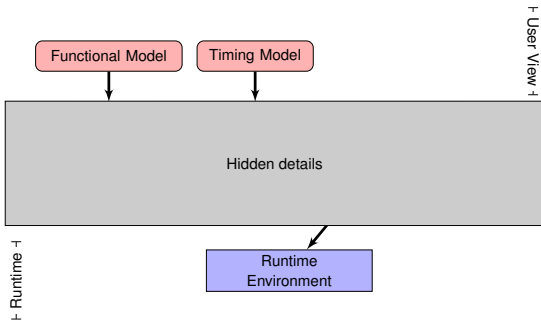 User View
Functional Model
Timing Model
Hidden details
Runtime
Runtime
Environment